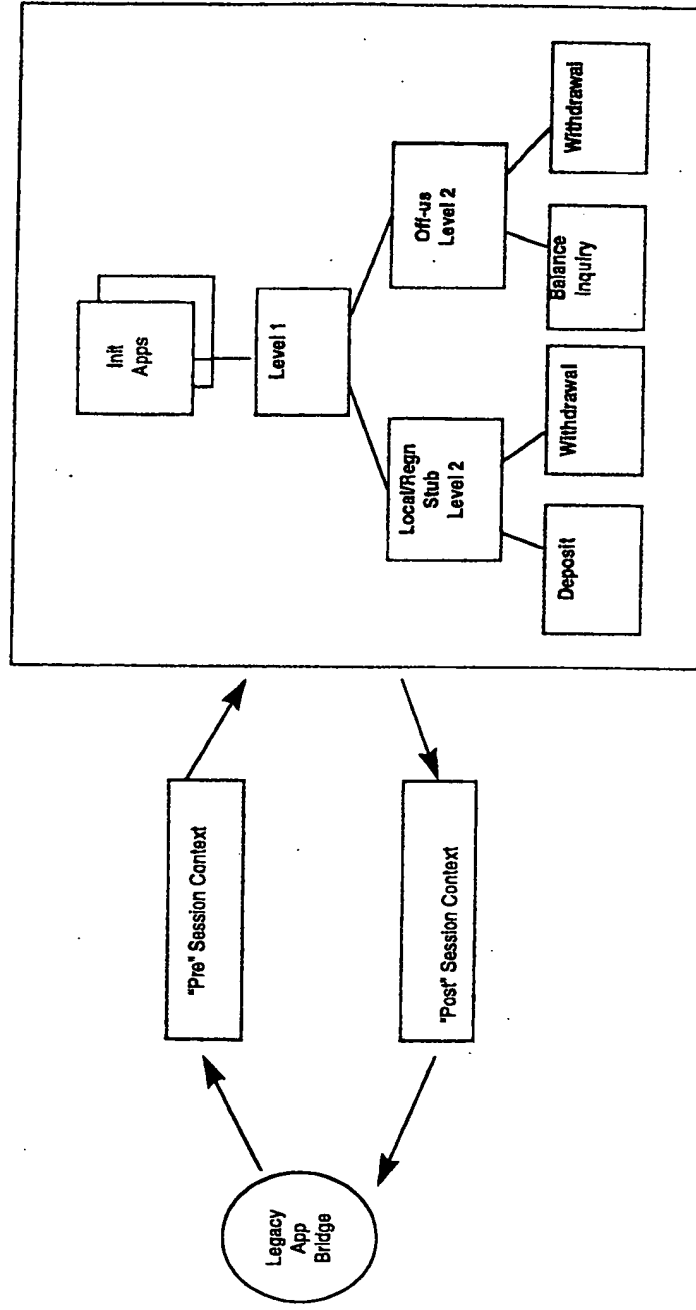 Legacy
App
Bridge
"Pre" Session Context
"Post" Session Context
Init
Apps
Level 1
Local/Regn
Stub
Level 2
Off-us
Level 2
Deposit
Withdrawal
Balance
Inquiry
Withdrawal